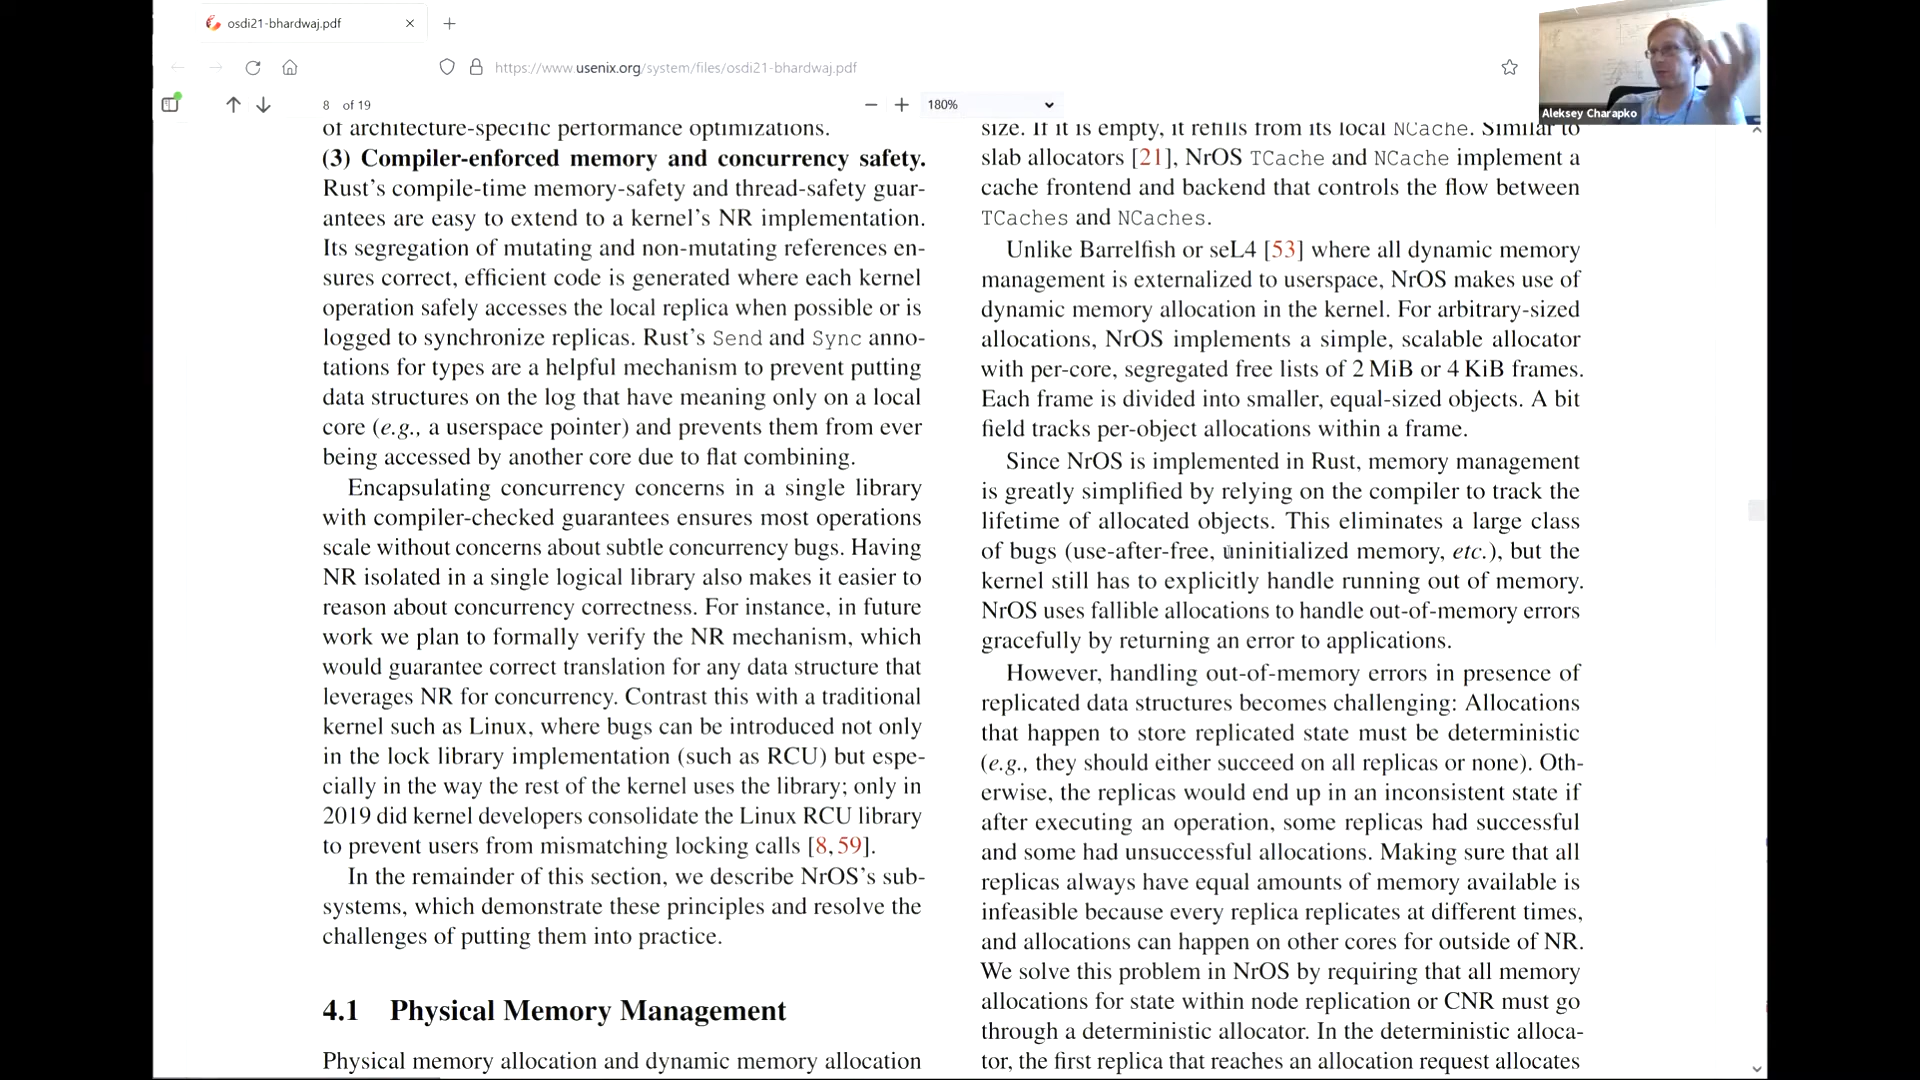 osdi21-bhardwaj.pdf
https://www.usenix.org/system/files/osdi21-bhardwaj.pdf
8 of 19
180%
Aleksey Charapko
of architecture-specific performance optimizations.
(3) Compiler-enforced memory and concurrency safety.
Rust's compile-time memory-safety and thread-safety guar-
antees are easy to extend to a kernel's NR implementation.
Its segregation of mutating and non-mutating references en-
sures correct, efficient code is generated where each kernel
operation safely accesses the local replica when possible or is
logged to synchronize replicas. Rust's Send and Sync anno-
tations for types are a helpful mechanism to prevent putting
data structures on the log that have meaning only on a local
core (e.g., a userspace pointer) and prevents them from ever
being accessed by another core due to flat combining.
Encapsulating concurrency concerns in a single library
with compiler-checked guarantees ensures most operations
scale without concerns about subtle concurrency bugs. Having
NR isolated in a single logical library also makes it easier to
reason about concurrency correctness. For instance, in future
work we plan to formally verify the NR mechanism, which
would guarantee correct translation for any data structure that
leverages NR for concurrency. Contrast this with a traditional
kernel such as Linux, where bugs can be introduced not only
in the lock library implementation (such as RCU) but espe-
cially in the way the rest of the kernel uses the library; only in
2019 did kernel developers consolidate the Linux RCU library
to prevent users from mismatching locking calls [8,59].
In the remainder of this section, we describe NrOS's sub-
systems, which demonstrate these principles and resolve the
challenges of putting them into practice.
4.1 Physical Memory Management
Physical memory allocation and dynamic memory allocation
size. If it is empty, it refills from its local NCache. Similar to
slab allocators [21], NrOS TCache and NCache implement a
cache frontend and backend that controls the flow between
TCaches and NCaches.
Unlike Barrelfish or seL4 [53] where all dynamic memory
management is externalized to userspace, NrOS makes use of
dynamic memory allocation in the kernel. For arbitrary-sized
allocations, NrOS implements a simple, scalable allocator
with per-core, segregated free lists of 2 MiB or 4 KiB frames.
Each frame is divided into smaller, equal-sized objects. A bit
field tracks per-object allocations within a frame.
Since NrOS is implemented in Rust, memory management
is greatly simplified by relying on the compiler to track the
lifetime of allocated objects. This eliminates a large class
of bugs (use-after-free, uninitialized memory, etc.), but the
kernel still has to explicitly handle running out of memory.
NrOS uses fallible allocations to handle out-of-memory errors
gracefully by returning an error to applications.
However, handling out-of-memory errors in presence of
replicated data structures becomes challenging: Allocations
that happen to store replicated state must be deterministic
(e.g., they should either succeed on all replicas or none). Oth-
erwise, the replicas would end up in an inconsistent state if
after executing an operation, some replicas had successful
and some had unsuccessful allocations. Making sure that all
replicas always have equal amounts of memory available is
infeasible because every replica replicates at different times,
and allocations can happen on other cores for outside of NR.
We solve this problem in NrOS by requiring that all memory
allocations for state within node replication or CNR must go
through a deterministic allocator. In the deterministic alloca-
tor, the first replica that reaches an allocation request allocates